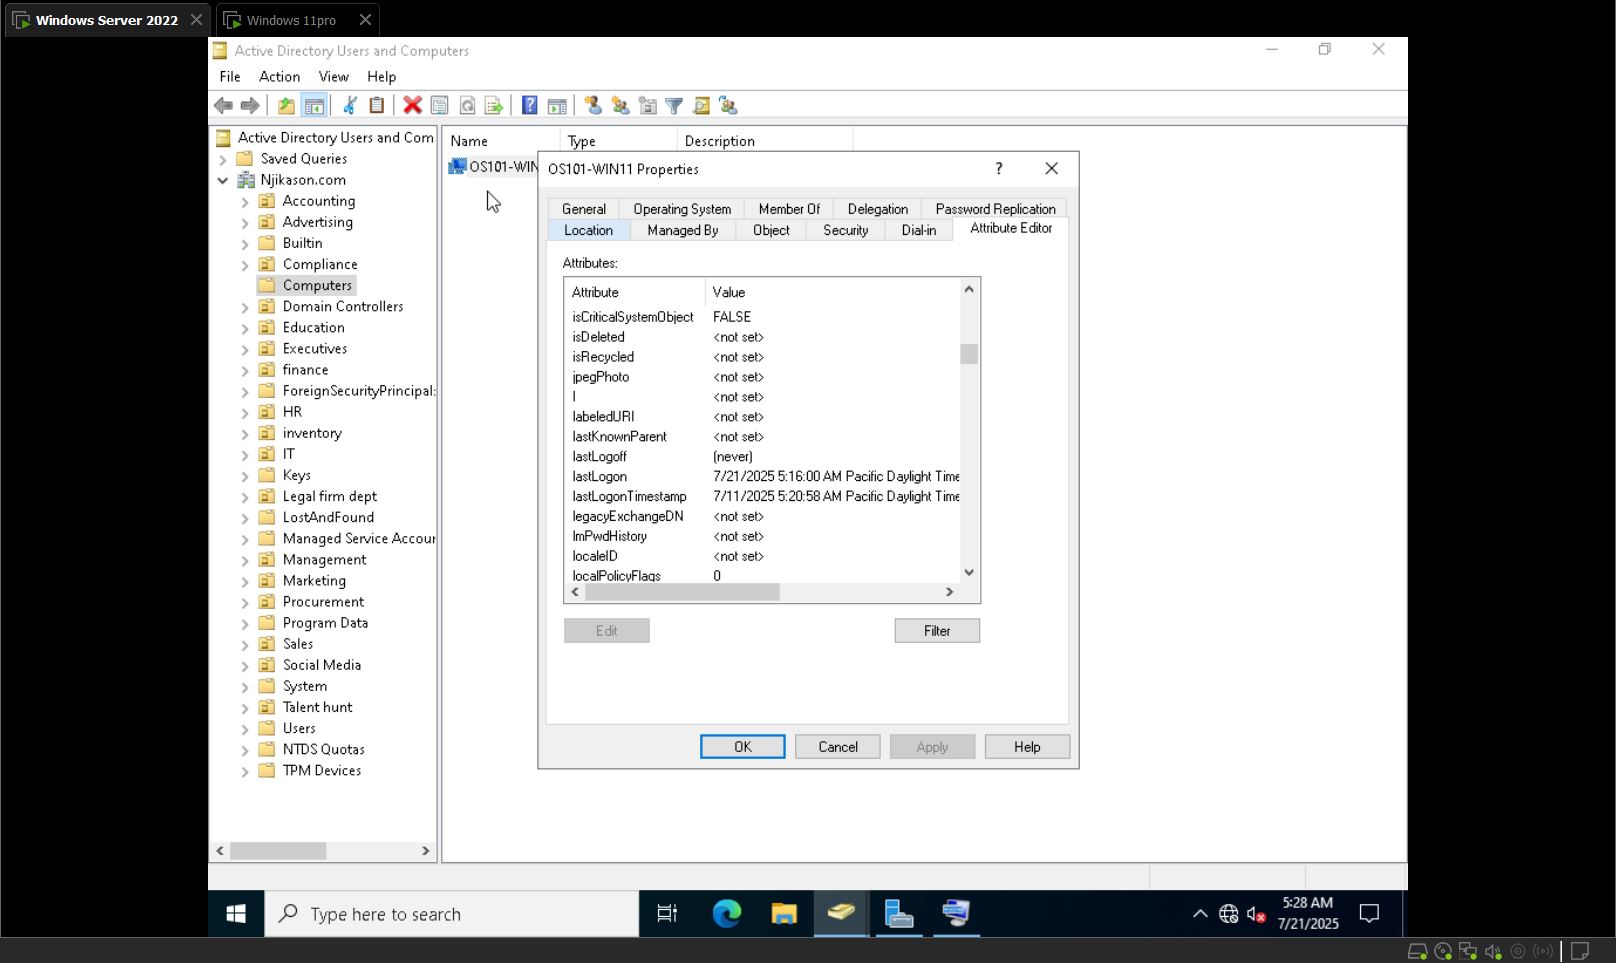 Windows Server 2022
Windows 11pro
Active Directory Users and Computers
File Action View Help
Active Directory Users and Com
Saved Queries
Njikason.com
Accounting
Advertising
Builtin
Compliance
Computers
Domain Controllers
Education
Executives
finance
ForeignSecurityPrincipal:
HR
inventory
IT
Keys
Legal firm dept
LostAndFound
Managed Service Accour
Management
Marketing
Procurement
Program Data
Sales
Social Media
System
Talent hunt
Users
NTDS Quotas
TPM Devices
Name Type Description
OS101-WIN
OS101-WIN11 Properties
General Operating System Member Of Delegation Password Replication
Location Managed By Object Security Dial-in Attribute Editor
Attributes:
Attribute Value
isCriticalSystemObject FALSE
isDeleted <not set>
isRecycled <not set>
jpegPhoto <not set>
l <not set>
labeledURI <not set>
lastKnownParent <not set>
lastLogoff (never)
lastLogon 7/21/2025 5:16:00 AM Pacific Daylight Time
lastLogonTimestamp 7/11/2025 5:20:58 AM Pacific Daylight Time
legacyExchangeDN <not set>
lmPwdHistory <not set>
localeID <not set>
localPolicyFlags 0
Edit Filter
OK Cancel Apply Help
Type here to search
5:28 AM
7/21/2025